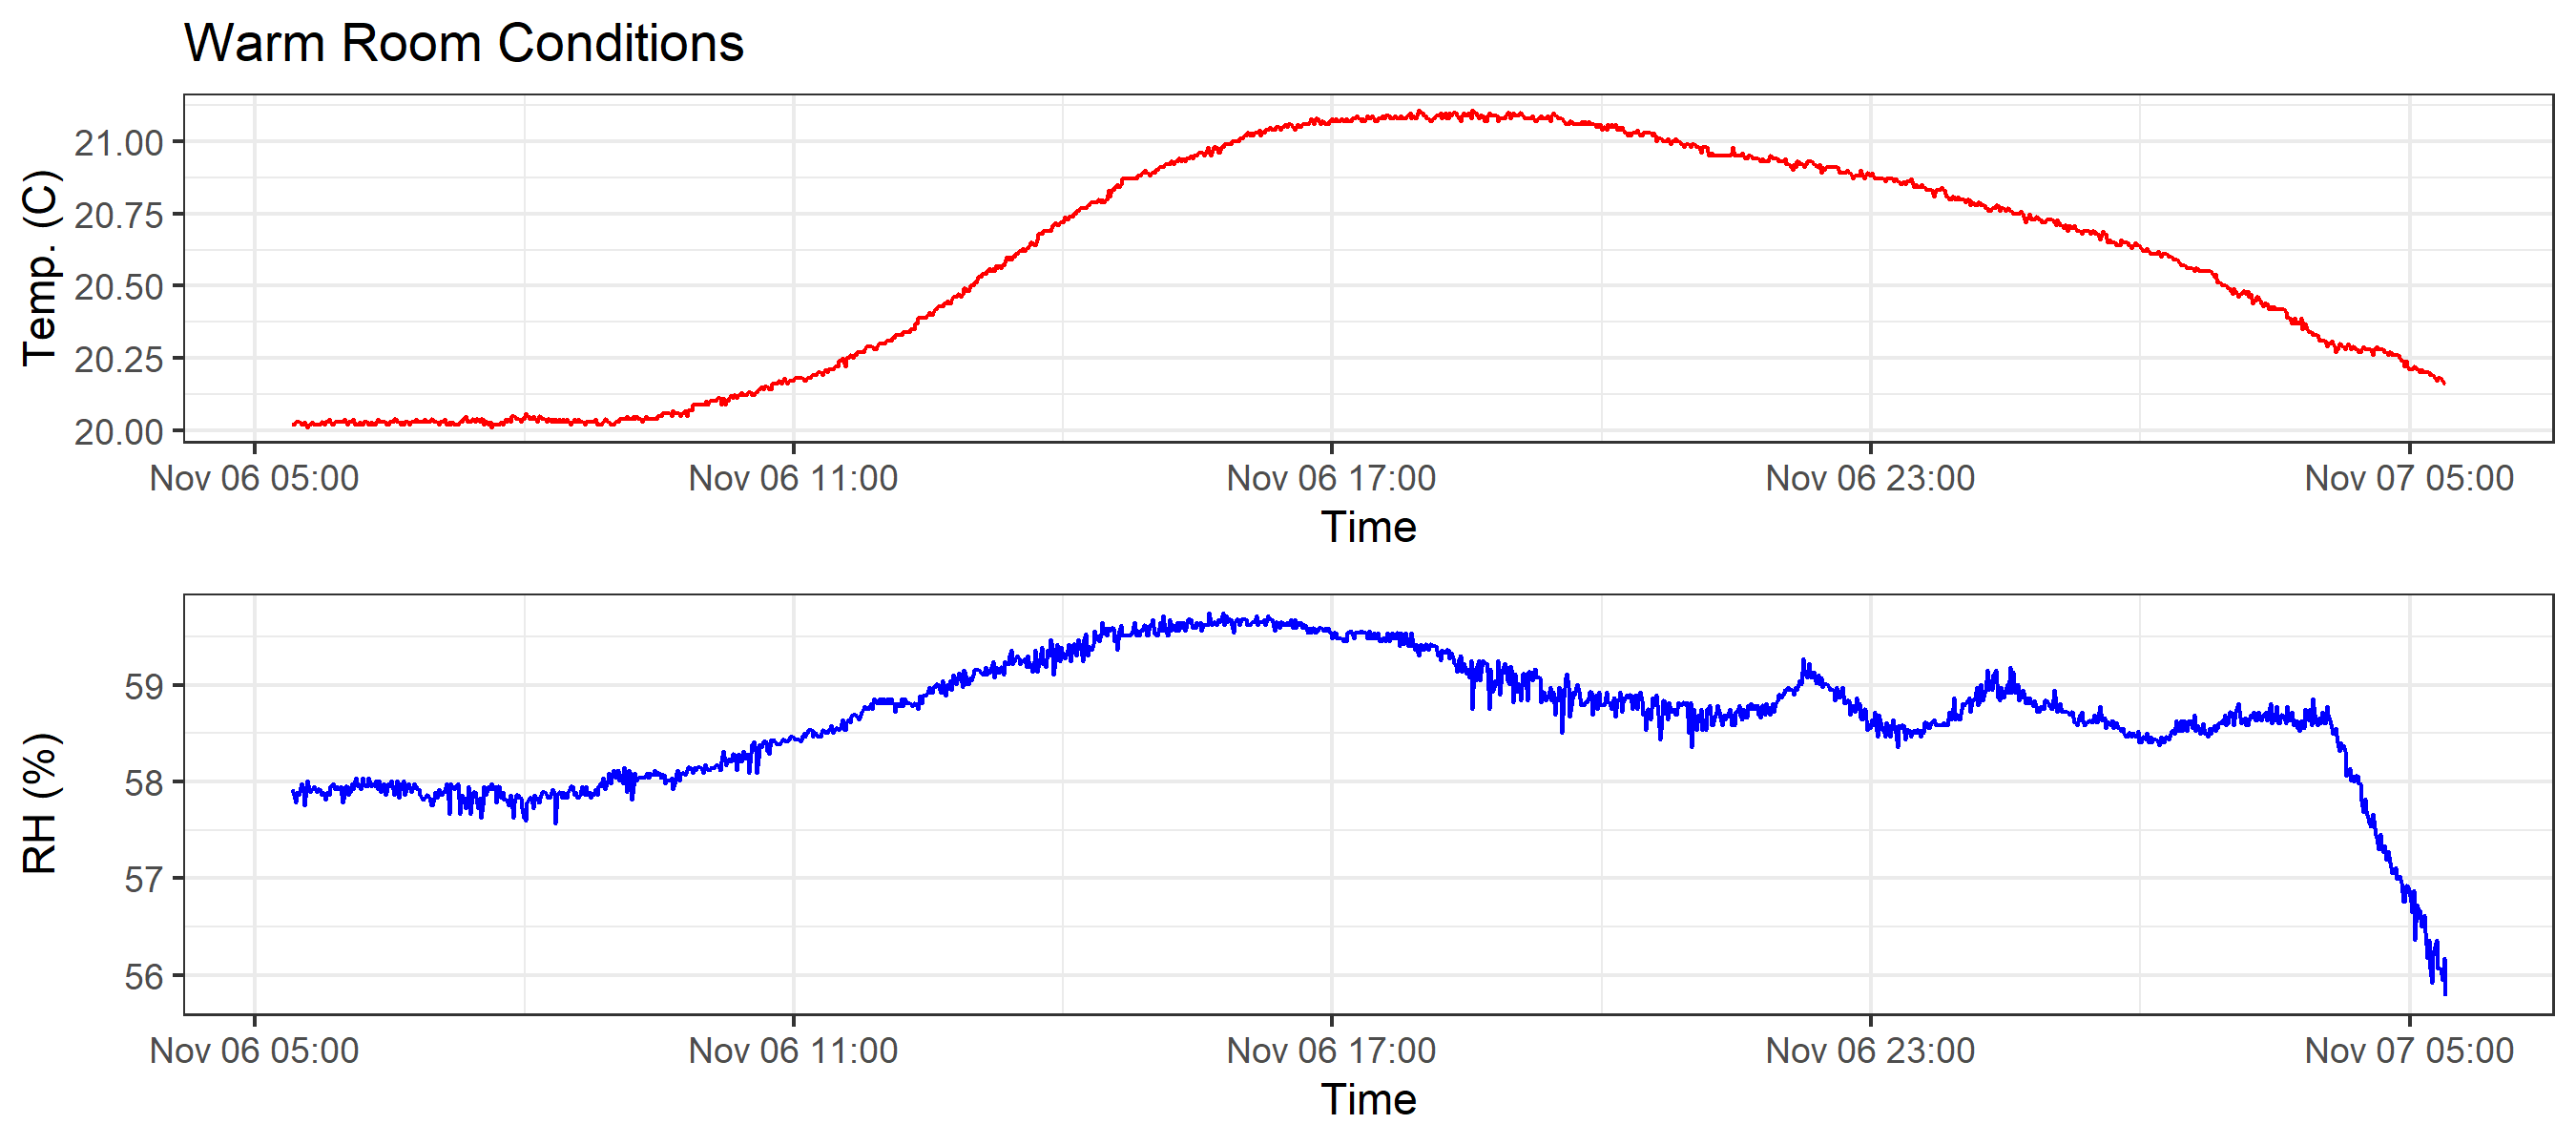 Warm Room Conditions
Temp. (C)
21.00
20.75
20.50
20.25
20.00
Nov 06 05:00 Nov 06 11:00 Nov 06 17:00 Nov 06 23:00 Nov 07 05:00
Time
RH (%)
59
58
57
56
Nov 06 05:00 Nov 06 11:00 Nov 06 17:00 Nov 06 23:00 Nov 07 05:00
Time